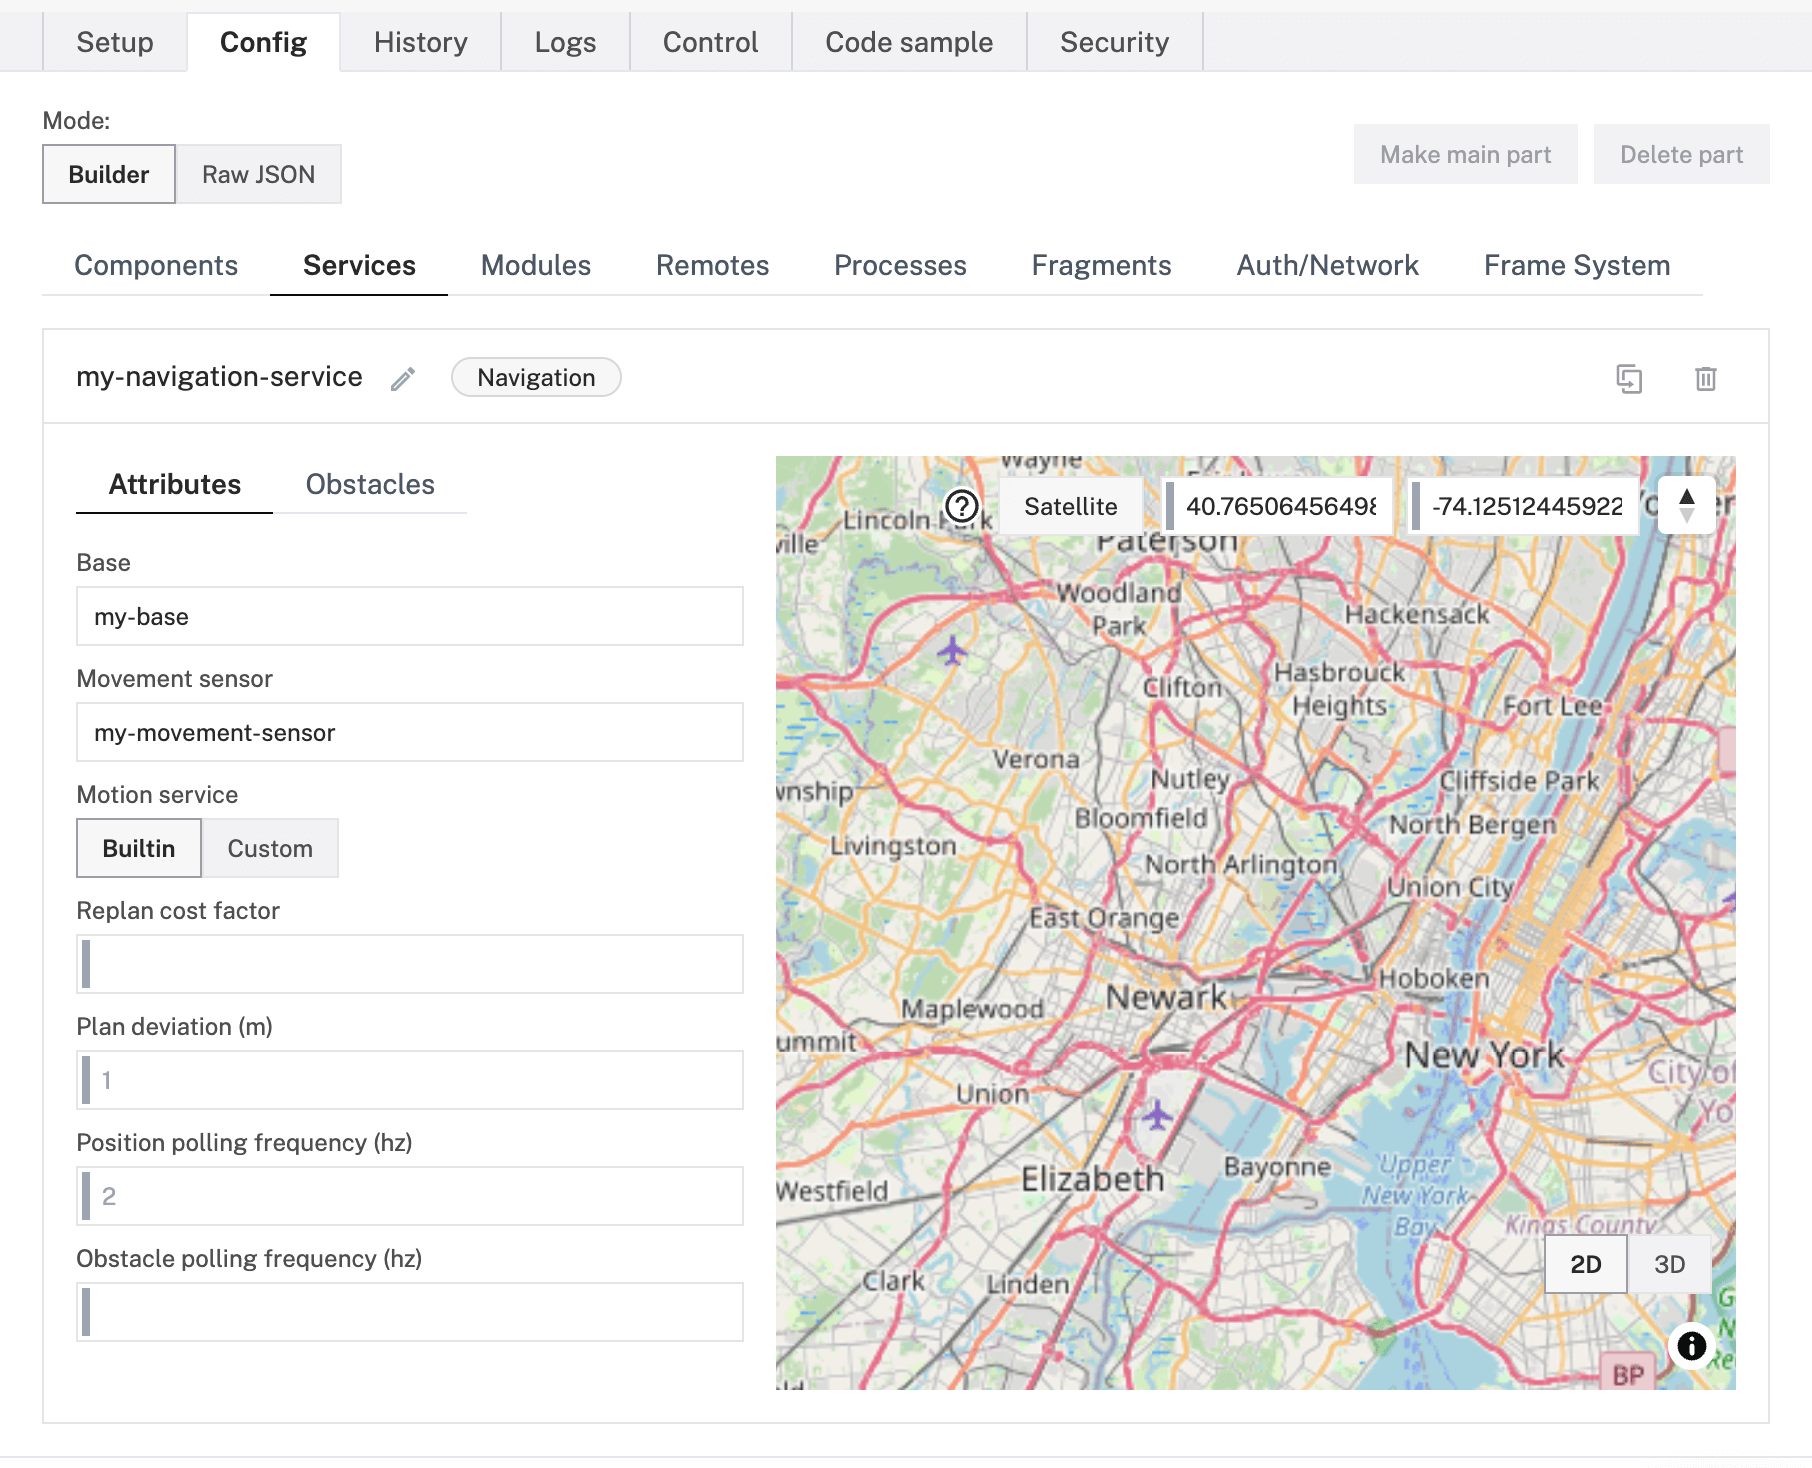 Setup Config History Logs Control Code sample Security
Mode:
Builder Raw JSON
Make main part Delete part
Components Services Modules Remotes Processes Fragments Auth/Network Frame System
my-navigation-service Navigation
Attributes Obstacles
Base
my-base
Movement sensor
my-movement-sensor
Motion service
Builtin Custom
Replan cost factor
Plan deviation (m)
1
Position polling frequency (hz)
2
Obstacle polling frequency (hz)
Wayne
Satellite 40.76506456498 -74.12512445922
Lincoln Park
ville
Paterson
Woodland
Park
Hackensack
Hasbrouck
Heights
Clifton
Fort Lee
Verona
Nutley
Cliffside Park
wnship
Bloomfield
North Bergen
Livingston
North Arlington
Union City
East Orange
Hoboken
Newark
Maplewood
ummit
New York
City of
Yo
Union
Bayonne
Upper
New York
Bay
Elizabeth
Westfield
Kings County
2D 3D
Clark
Linden
G
N
Re
BP